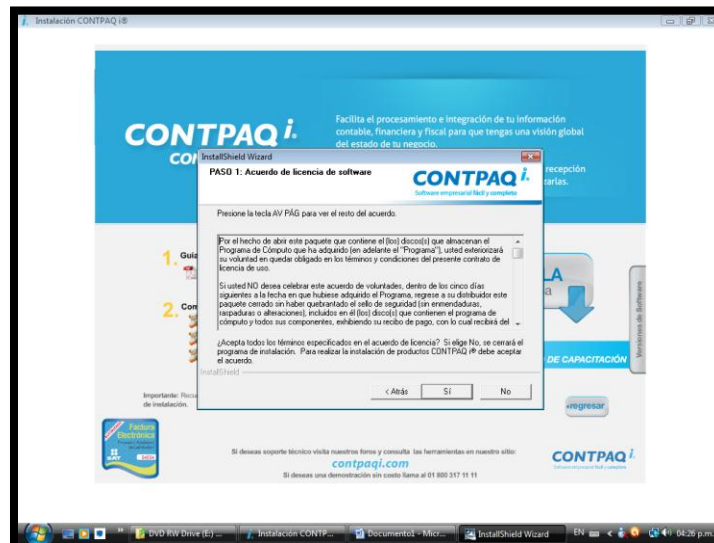 Instalación CONTPAQ i®
CONTPAQ i.
CO
Facilita el procesamiento e integración de tu información
contable, financiera y fiscal para que tengas una visión global
del estado de tu negocio.
recepción
zarlas.
InstallShield Wizard
PASO 1: Acuerdo de licencia de software
CONTPAQ i.
Software empresarial fácil y completo
Presione la tecla AV PÁG para ver el resto del acuerdo.
Por el hecho de abrir este paquete que contiene el (los) discos(s) que almacenan el
Programa de Cómputo que ha adquirido (en adelante el "Programa"), usted exteriorizará
su voluntad en quedar obligado en los términos y condiciones del presente contrato de
licencia de uso.
Si usted NO desea celebrar este acuerdo de voluntades, dentro de los cinco días
siguientes a la fecha en que hubiese adquirido el Programa, regrese a su distribuidor este
paquete cerrado sin haber quebrantado el sello de seguridad (sin enmendaduras,
raspaduras o alteraciones), incluidos en él (los) disco(s) que contienen el programa de
cómputo y todos sus componentes, exhibiendo su recibo de pago, con lo cual recibirá del
¿Acepta todos los términos especificados en el acuerdo de licencia? Si elige No, se cerrará el
programa de instalación. Para realizar la instalación de productos CONTPAQ i® debe aceptar
el acuerdo.
InstallShield
< Atrás
Sí
No
1. Guía
2. Con
LA
a
Versiones de Software
DE CAPACITACIÓN
Importante: Recu
de instalación.
regresar
Factura
Electrónica
SAT
Si deseas soporte técnico visita nuestros foros y consulta las herramientas en nuestro sitio:
contpaqi.com
Si deseas una demostración sin costo llama al 01 800 317 11 11
CONTPAQ i.
DVD RW Drive (E:) ...
Instalación CONTP...
Documento1 - Micr...
InstallShield Wizard
EN
04:26 p.m.